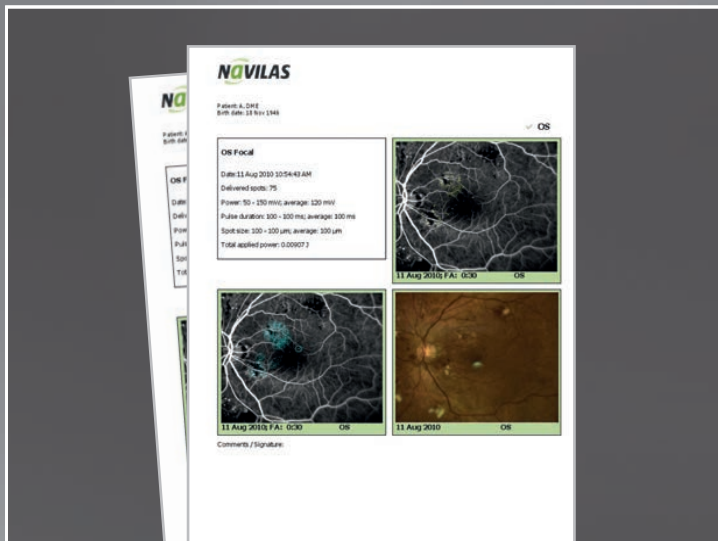 NAVILAS
Patient: A, DME
Birth date: 18 Nov 1946
OS
OS Focal
Date:11 Aug 2010 10:54:43 AM
Delivered spots: 75
Power: 50 - 150 mW; average: 120 mW
Pulse duration: 100 - 100 ms; average: 100 ms
Spot size: 100 - 100 µm; average: 100 µm
Total applied power: 0.00907 J
11 Aug 2010; FA: 0:30 OS
11 Aug 2010; FA: 0:30 OS
11 Aug 2010 OS
Comments / Signature:
Na
Patient:
Birth dat
OS F
Date
Deliv
Pow
Puls
Spo
Tot